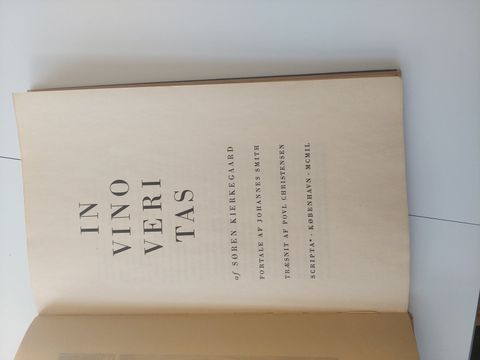 IN
VINO
VERI
TAS
af SØREN KIERKEGAARD
FORTALE AF JOHANNES SMITH
TRÆSNIT AF POVL CHRISTENSEN
SCRIPTA* · KØBENHAVN · MCMIL